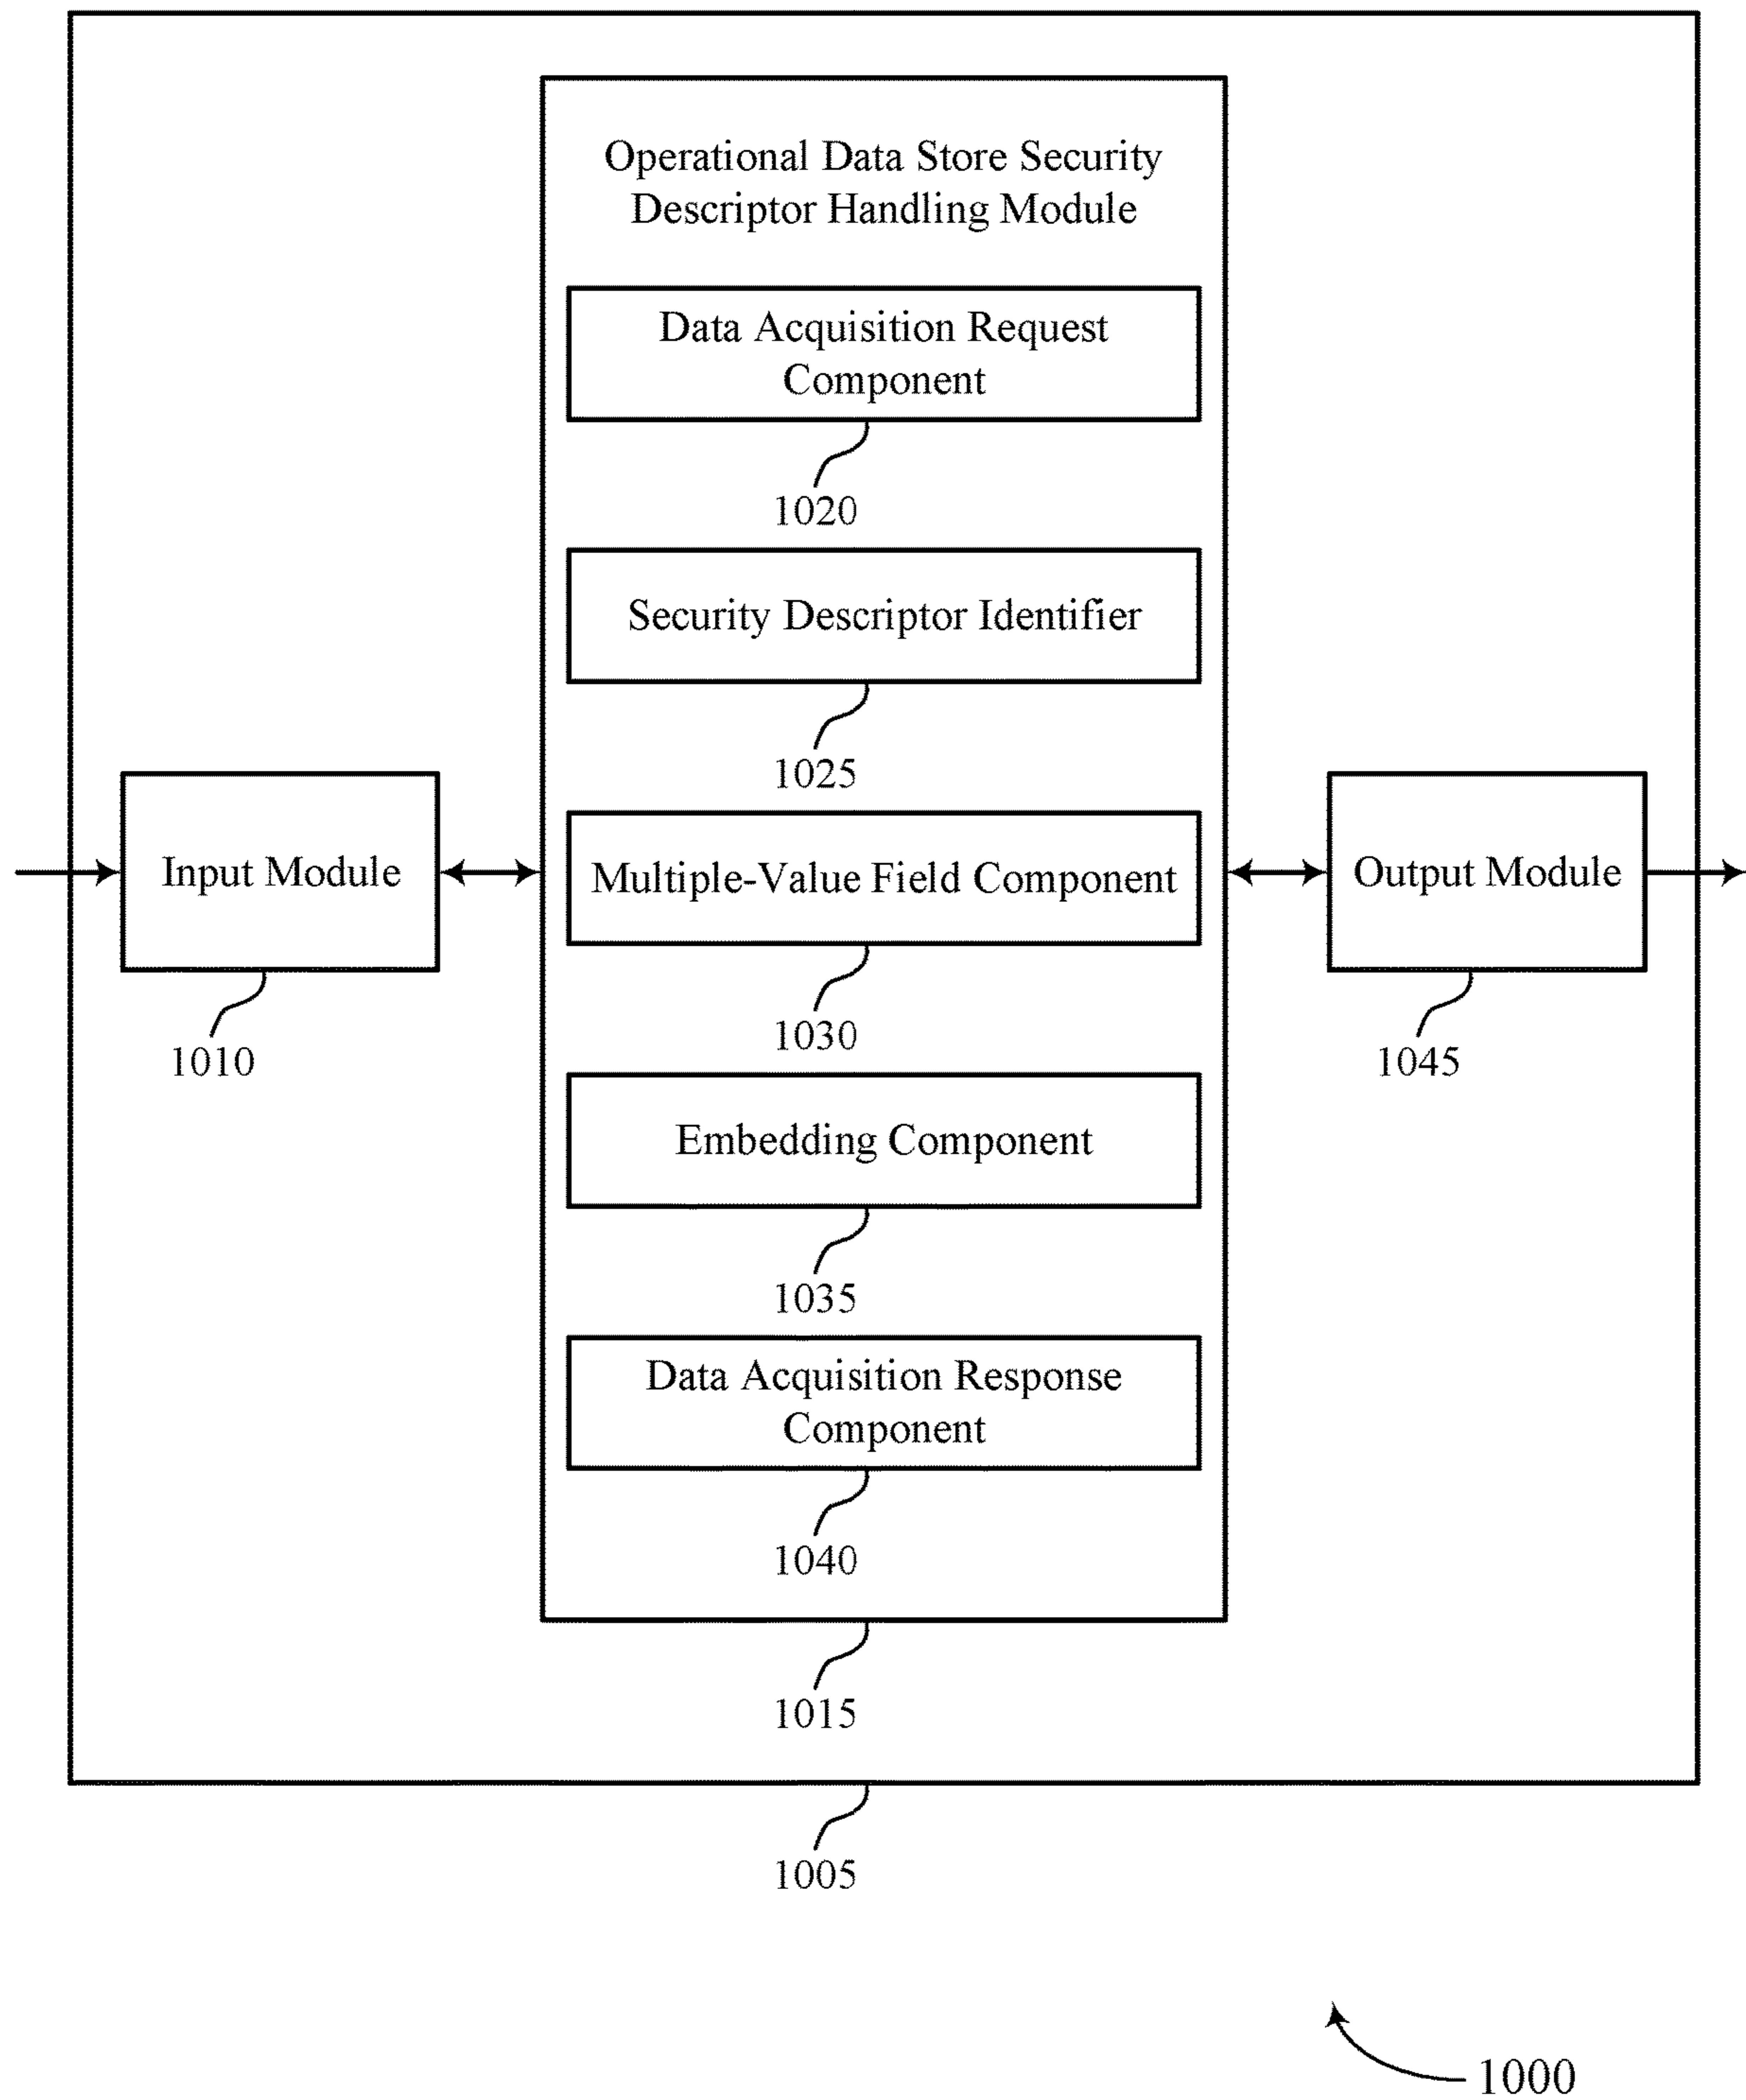 Operational Data Store Security
Descriptor Handling Module
Data Acquisition Request
Component
1020
Security Descriptor Identifier
1025
Input Module
1010
Multiple-Value Field Component
1030
Output Module
1045
Embedding Component
1035
Data Acquisition Response
Component
1040
1015
1005
1000